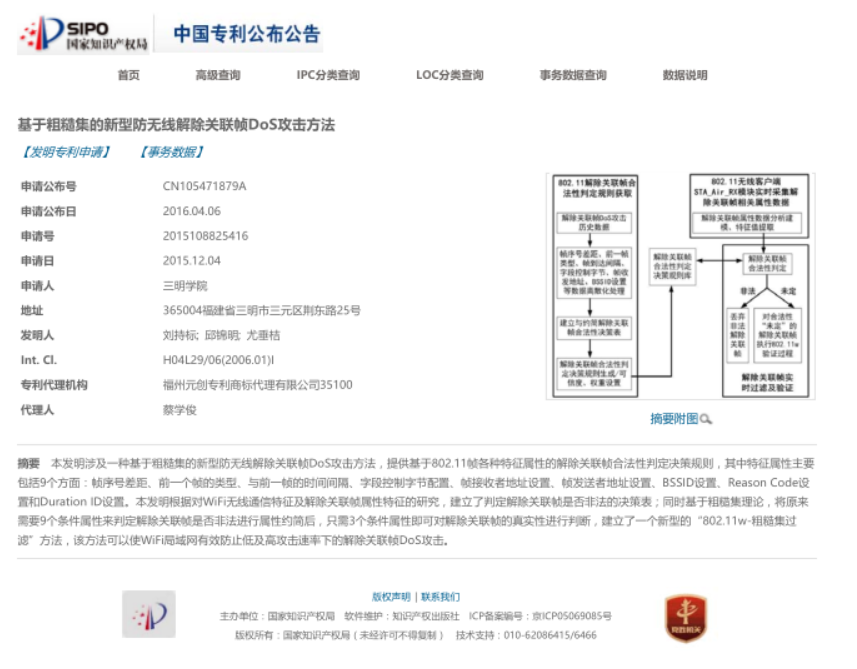 SIPO
国家知识产权局
中国专利公布公告
首页 高级查询 IPC分类查询 LOC分类查询 事务数据查询 数据说明
基于粗糙集的新型防无线解除关联帧DoS攻击方法
【发明专利申请】 【事务数据】
申请公布号 CN105471879A
申请公布日 2016.04.06
申请号 2015108825416
申请日 2015.12.04
申请人 三明学院
地址 365004福建省三明市三元区荆东路25号
发明人 刘持标; 邱锦明; 尤垂桔
Int. Cl. H04L29/06(2006.01)I
专利代理机构 福州元创专利商标代理有限公司35100
代理人 蔡学俊
802.11解除关联帧合
法性判定规则获取
解除关联帧DoS攻击
历史数据
帧序号差距、前一帧
类型、帧到达间隔、
字段控制字节、帧收
发地址、BSSID设置
等数据离散化处理
建立与约简解除关联
帧合法性决策表
解除关联帧合法性判
定决策规则生成/可
信度、权重设置
802.11无线客户端
STA_Air_RX模块实时采集解
除关联帧相关属性数据
解除关联帧属性数据分析建
模、特征值提取
解除关联帧
合法性判定
决策规则库
解除关联帧
合法性判定
非法 未定
丢弃
非法
解除
关联
帧
对合法性
“未定”的
解除关联帧
执行802.11w
验证过程
解除关联帧实
时过滤及验证
摘要附图
摘要 本发明涉及一种基于粗糙集的新型防无线解除关联帧DoS攻击方法，提供基于802.11帧各种特征属性的解除关联帧合法性判定决策规则，其中特征属性主要
包括9个方面：帧序号差距、前一个帧的类型、与前一帧的时间间隔、字段控制字节配置、帧接收者地址设置、帧发送者地址设置、BSSID设置、Reason Code设
置和Duration ID设置。本发明根据对WiFi无线通信特征及解除关联帧属性特征的研究，建立了判定解除关联帧是否非法的决策表；同时基于粗糙集理论，将原来
需要9个条件属性来判定解除关联帧是否非法进行属性约简后，只需3个条件属性即可对解除关联帧的真实性进行判断，建立了一个新型的“802.11w-粗糙集过
滤”方法，该方法可以使WiFi局域网有效防止低及高攻击速率下的解除关联帧DoS攻击。
版权声明 | 联系我们
主办单位：国家知识产权局 软件维护：知识产权出版社 ICP备案编号：京ICP05069085号
版权所有：国家知识产权局（未经许可不得复制） 技术支持：010-62086415/6466
党政机关